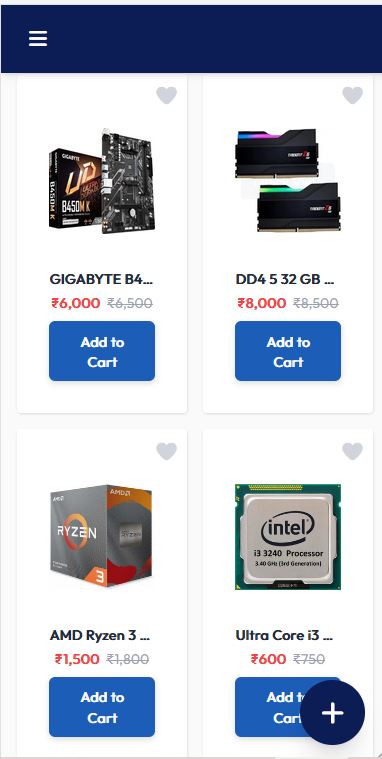 GIGABYTE
B450M K
GIGABYTE B4...
₹6,000 ₹6,500
Add to
Cart
DD4 5 32 GB ...
₹8,000 ₹8,500
Add to
Cart
AMD
AMD
RYZEN
3
AMD Ryzen 3 ...
₹1,500 ₹1,800
Add to
Cart
intel
i3 3240 Processor
3.40 GHz (3rd Generation)
Ultra Core i3 ...
₹600 ₹750
Add to
Cart
+